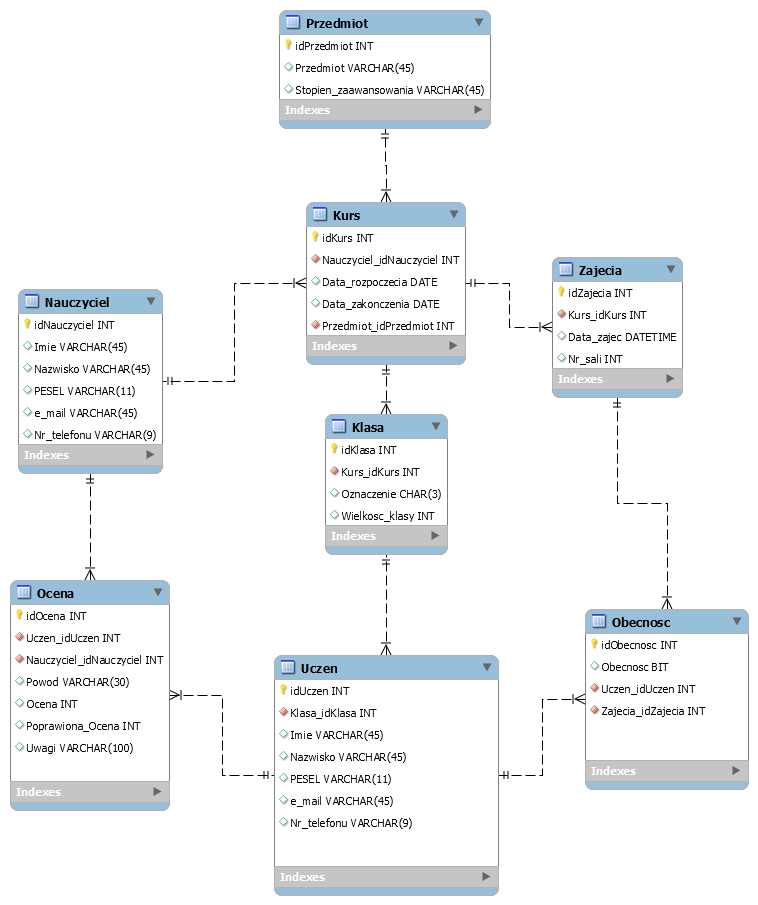 Przedmiot
idPrzedmiot INT
Przedmiot VARCHAR(45)
Stopien_zaawansowania VARCHAR(45)
Indexes
Kurs
idKurs INT
Nauczyciel_idNauczyciel INT
Data_rozpoczecia DATE
Data_zakonczenia DATE
Przedmiot_idPrzedmiot INT
Indexes
Zajecia
idZajecia INT
Kurs_idKurs INT
Data_zajec DATETIME
Nr_sali INT
Indexes
Nauczyciel
idNauczyciel INT
Imie VARCHAR(45)
Nazwisko VARCHAR(45)
PESEL VARCHAR(11)
e_mail VARCHAR(45)
Nr_telefonu VARCHAR(9)
Indexes
Klasa
idKlasa INT
Kurs_idKurs INT
Oznaczenie CHAR(3)
Wielkosc_klasy INT
Indexes
Ocena
idOcena INT
Uczen_idUczen INT
Nauczyciel_idNauczyciel INT
Powod VARCHAR(30)
Ocena INT
Poprawiona_Ocena INT
Uwagi VARCHAR(100)
Indexes
Uczen
idUczen INT
Klasa_idKlasa INT
Imie VARCHAR(45)
Nazwisko VARCHAR(45)
PESEL VARCHAR(11)
e_mail VARCHAR(45)
Nr_telefonu VARCHAR(9)
Indexes
Obecnosc
idObecnosc INT
Obecnosc BIT
Uczen_idUczen INT
Zajecia_idZajecia INT
Indexes